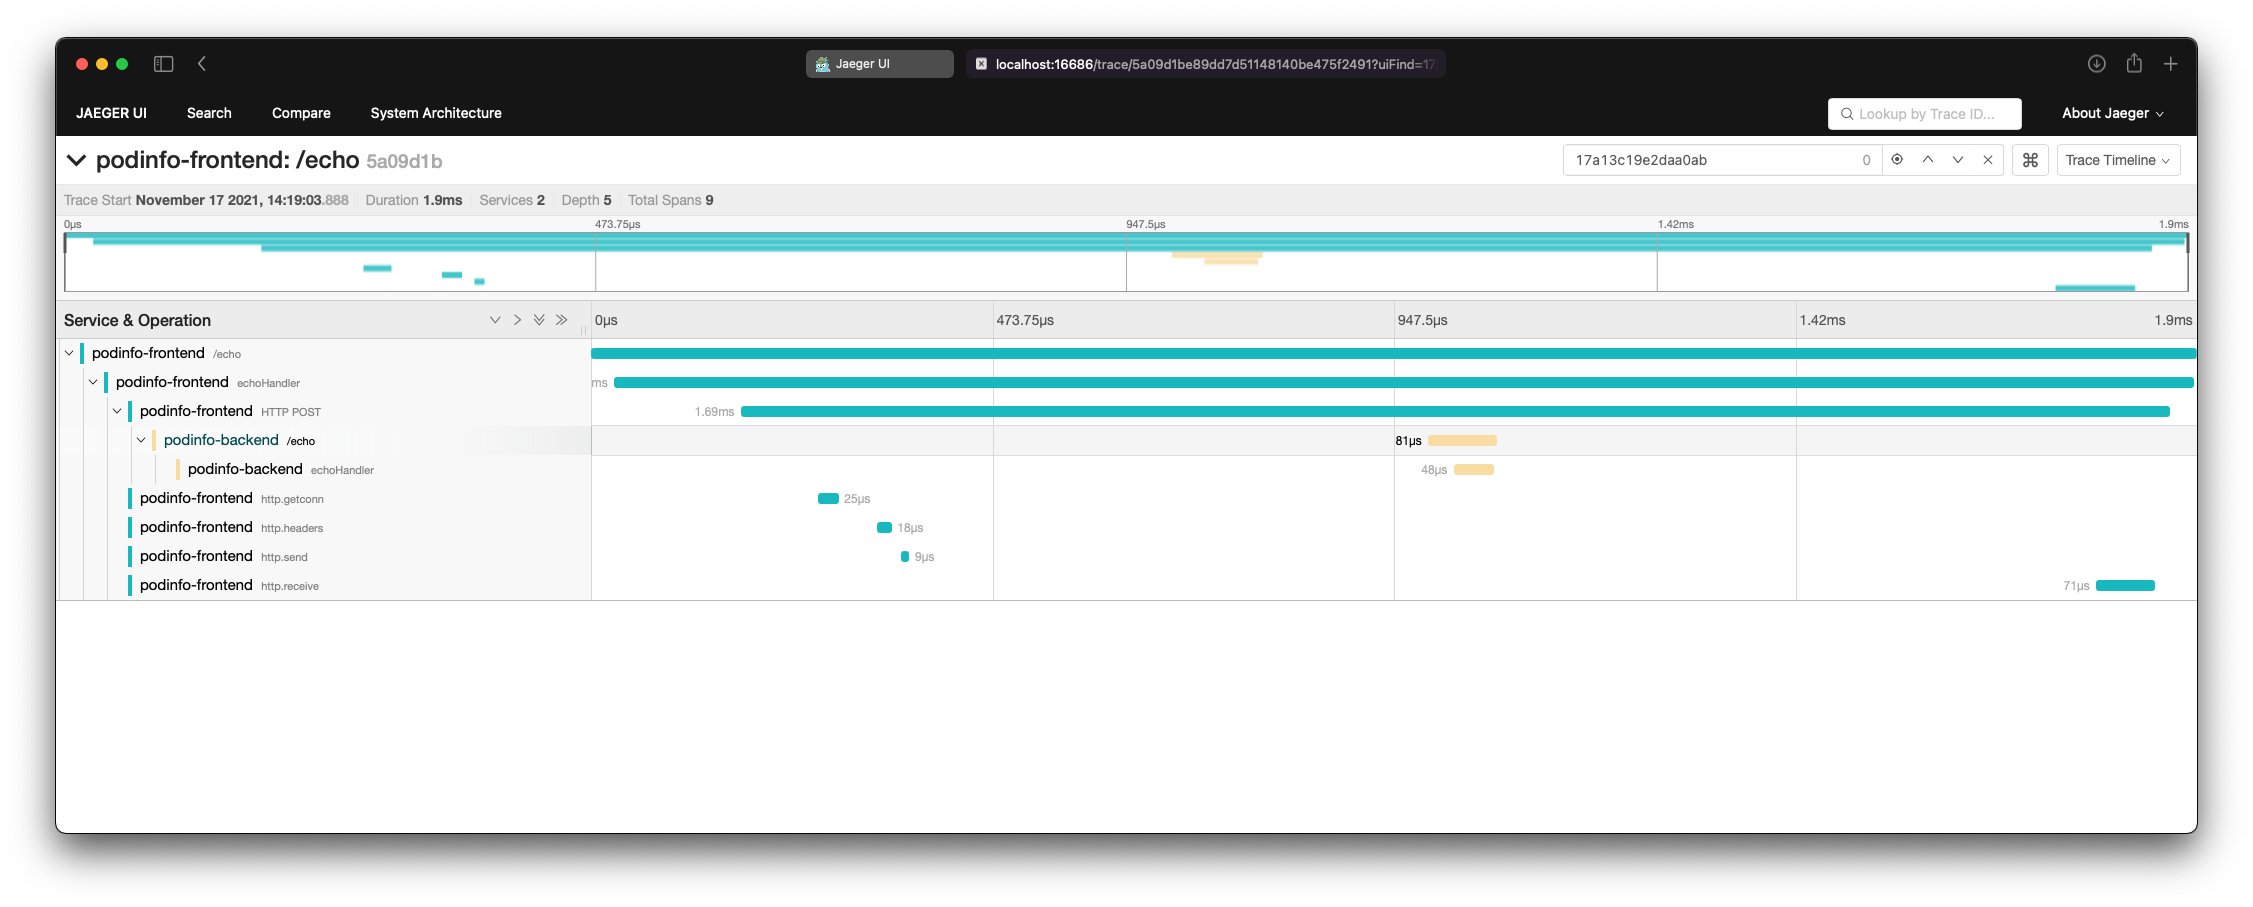 Jaeger UI
localhost:16686/trace/5a09d1be89dd7d51148140be475f2491?uiFind=17
JAEGER UI Search Compare System Architecture Lookup by Trace ID... About Jaeger
podinfo-frontend: /echo 5a09d1b 17a13c19e2daa0ab 0 ⌘ Trace Timeline
Trace Start November 17 2021, 14:19:03.888 Duration 1.9ms Services 2 Depth 5 Total Spans 9
0μs 473.75μs 947.5μs 1.42ms 1.9ms
Service & Operation 0μs 473.75μs 947.5μs 1.42ms 1.9ms
podinfo-frontend /echo
podinfo-frontend echoHandler ms
podinfo-frontend HTTP POST 1.69ms
podinfo-backend /echo 81μs
podinfo-backend echoHandler 48μs
podinfo-frontend http.getconn 25μs
podinfo-frontend http.headers 18μs
podinfo-frontend http.send 9μs
podinfo-frontend http.receive 71μs